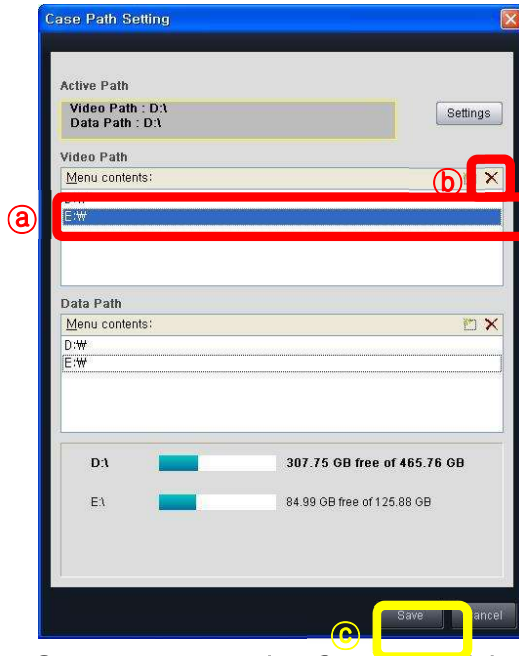 Case Path Setting
Active Path
Video Path : D:\
Data Path : D:\
Settings
Video Path
Menu contents:
ⓑ
ⓐ
E:₩
Data Path
Menu contents:
D:₩
E:₩
D:\ 307.75 GB free of 465.76 GB
E:\ 84.99 GB free of 125.88 GB
Save
ⓒ